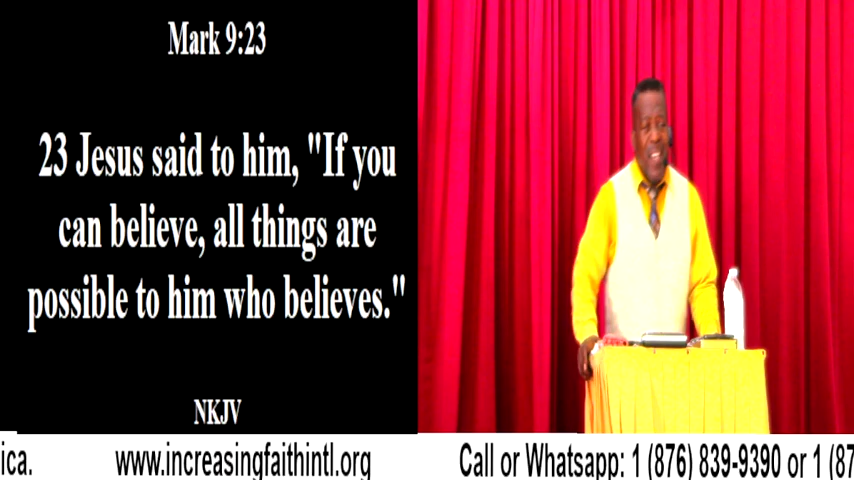 Mark 9:23
23 Jesus said to him, "If you
can believe, all things are
possible to him who believes."
NKJV
ica. www.increasingfaithintl.org Call or Whatsapp: 1 (876) 839-9390 or 1 (87